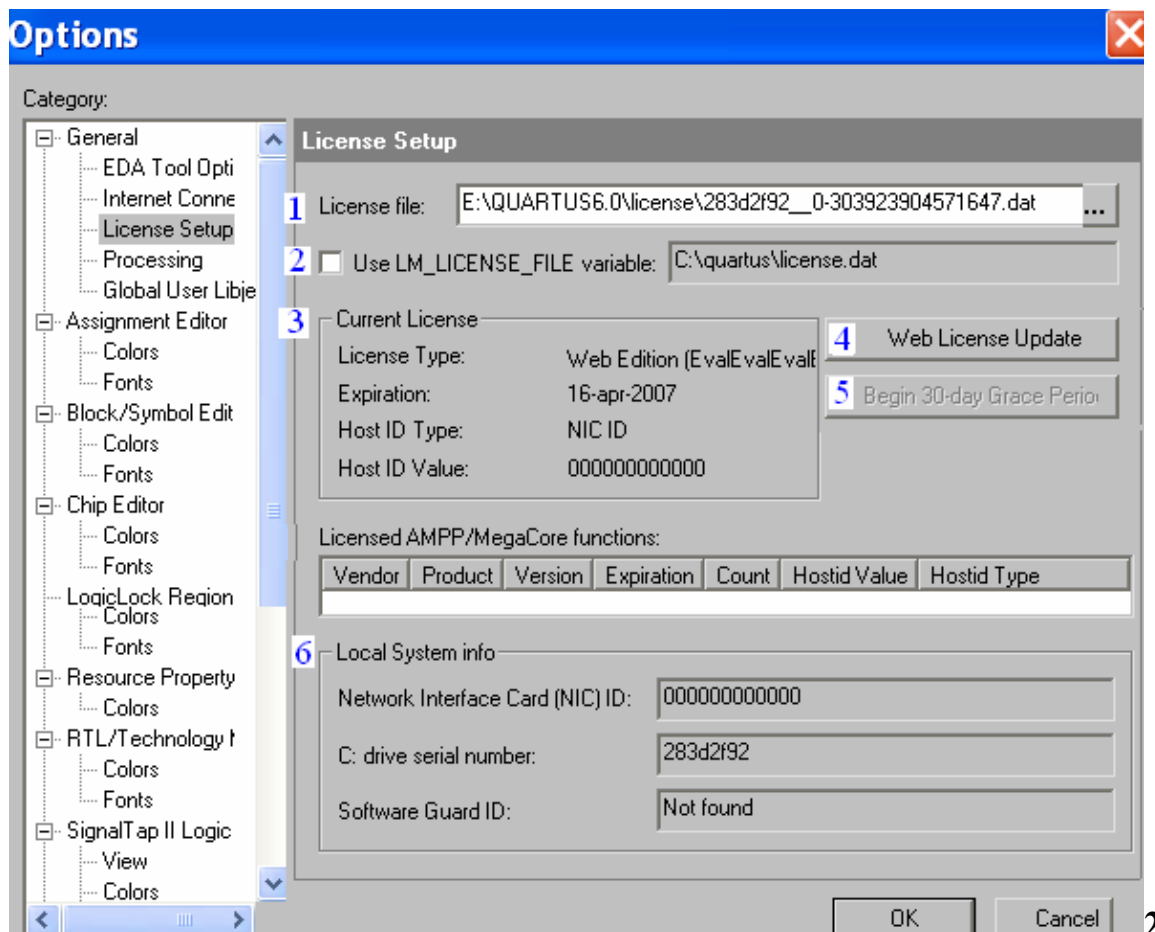 Options
Category:
General
EDA Tool Opti
Internet Conne
License Setup
Processing
Global User Libje
Assignment Editor
Colors
Fonts
Block/Symbol Edit
Colors
Fonts
Chip Editor
Colors
Fonts
LogicLock Region
Colors
Fonts
Resource Property
Colors
RTL/Technology M
Colors
Fonts
SignalTap II Logic
View
Colors
License Setup
1 License file: E:\QUARTUS6.0\license\283d2f92__0-303923904571647.dat ...
2 Use LM_LICENSE_FILE variable: C:\quartus\license.dat
3 Current License
License Type: Web Edition (EvalEvalEvalE
Expiration: 16-apr-2007
Host ID Type: NIC ID
Host ID Value: 000000000000
4 Web License Update
5 Begin 30-day Grace Perio
Licensed AMPP/MegaCore functions:
Vendor Product Version Expiration Count Hostid Value Hostid Type
6 Local System info
Network Interface Card (NIC) ID: 000000000000
C: drive serial number: 283d2f92
Software Guard ID: Not found
OK Cancel